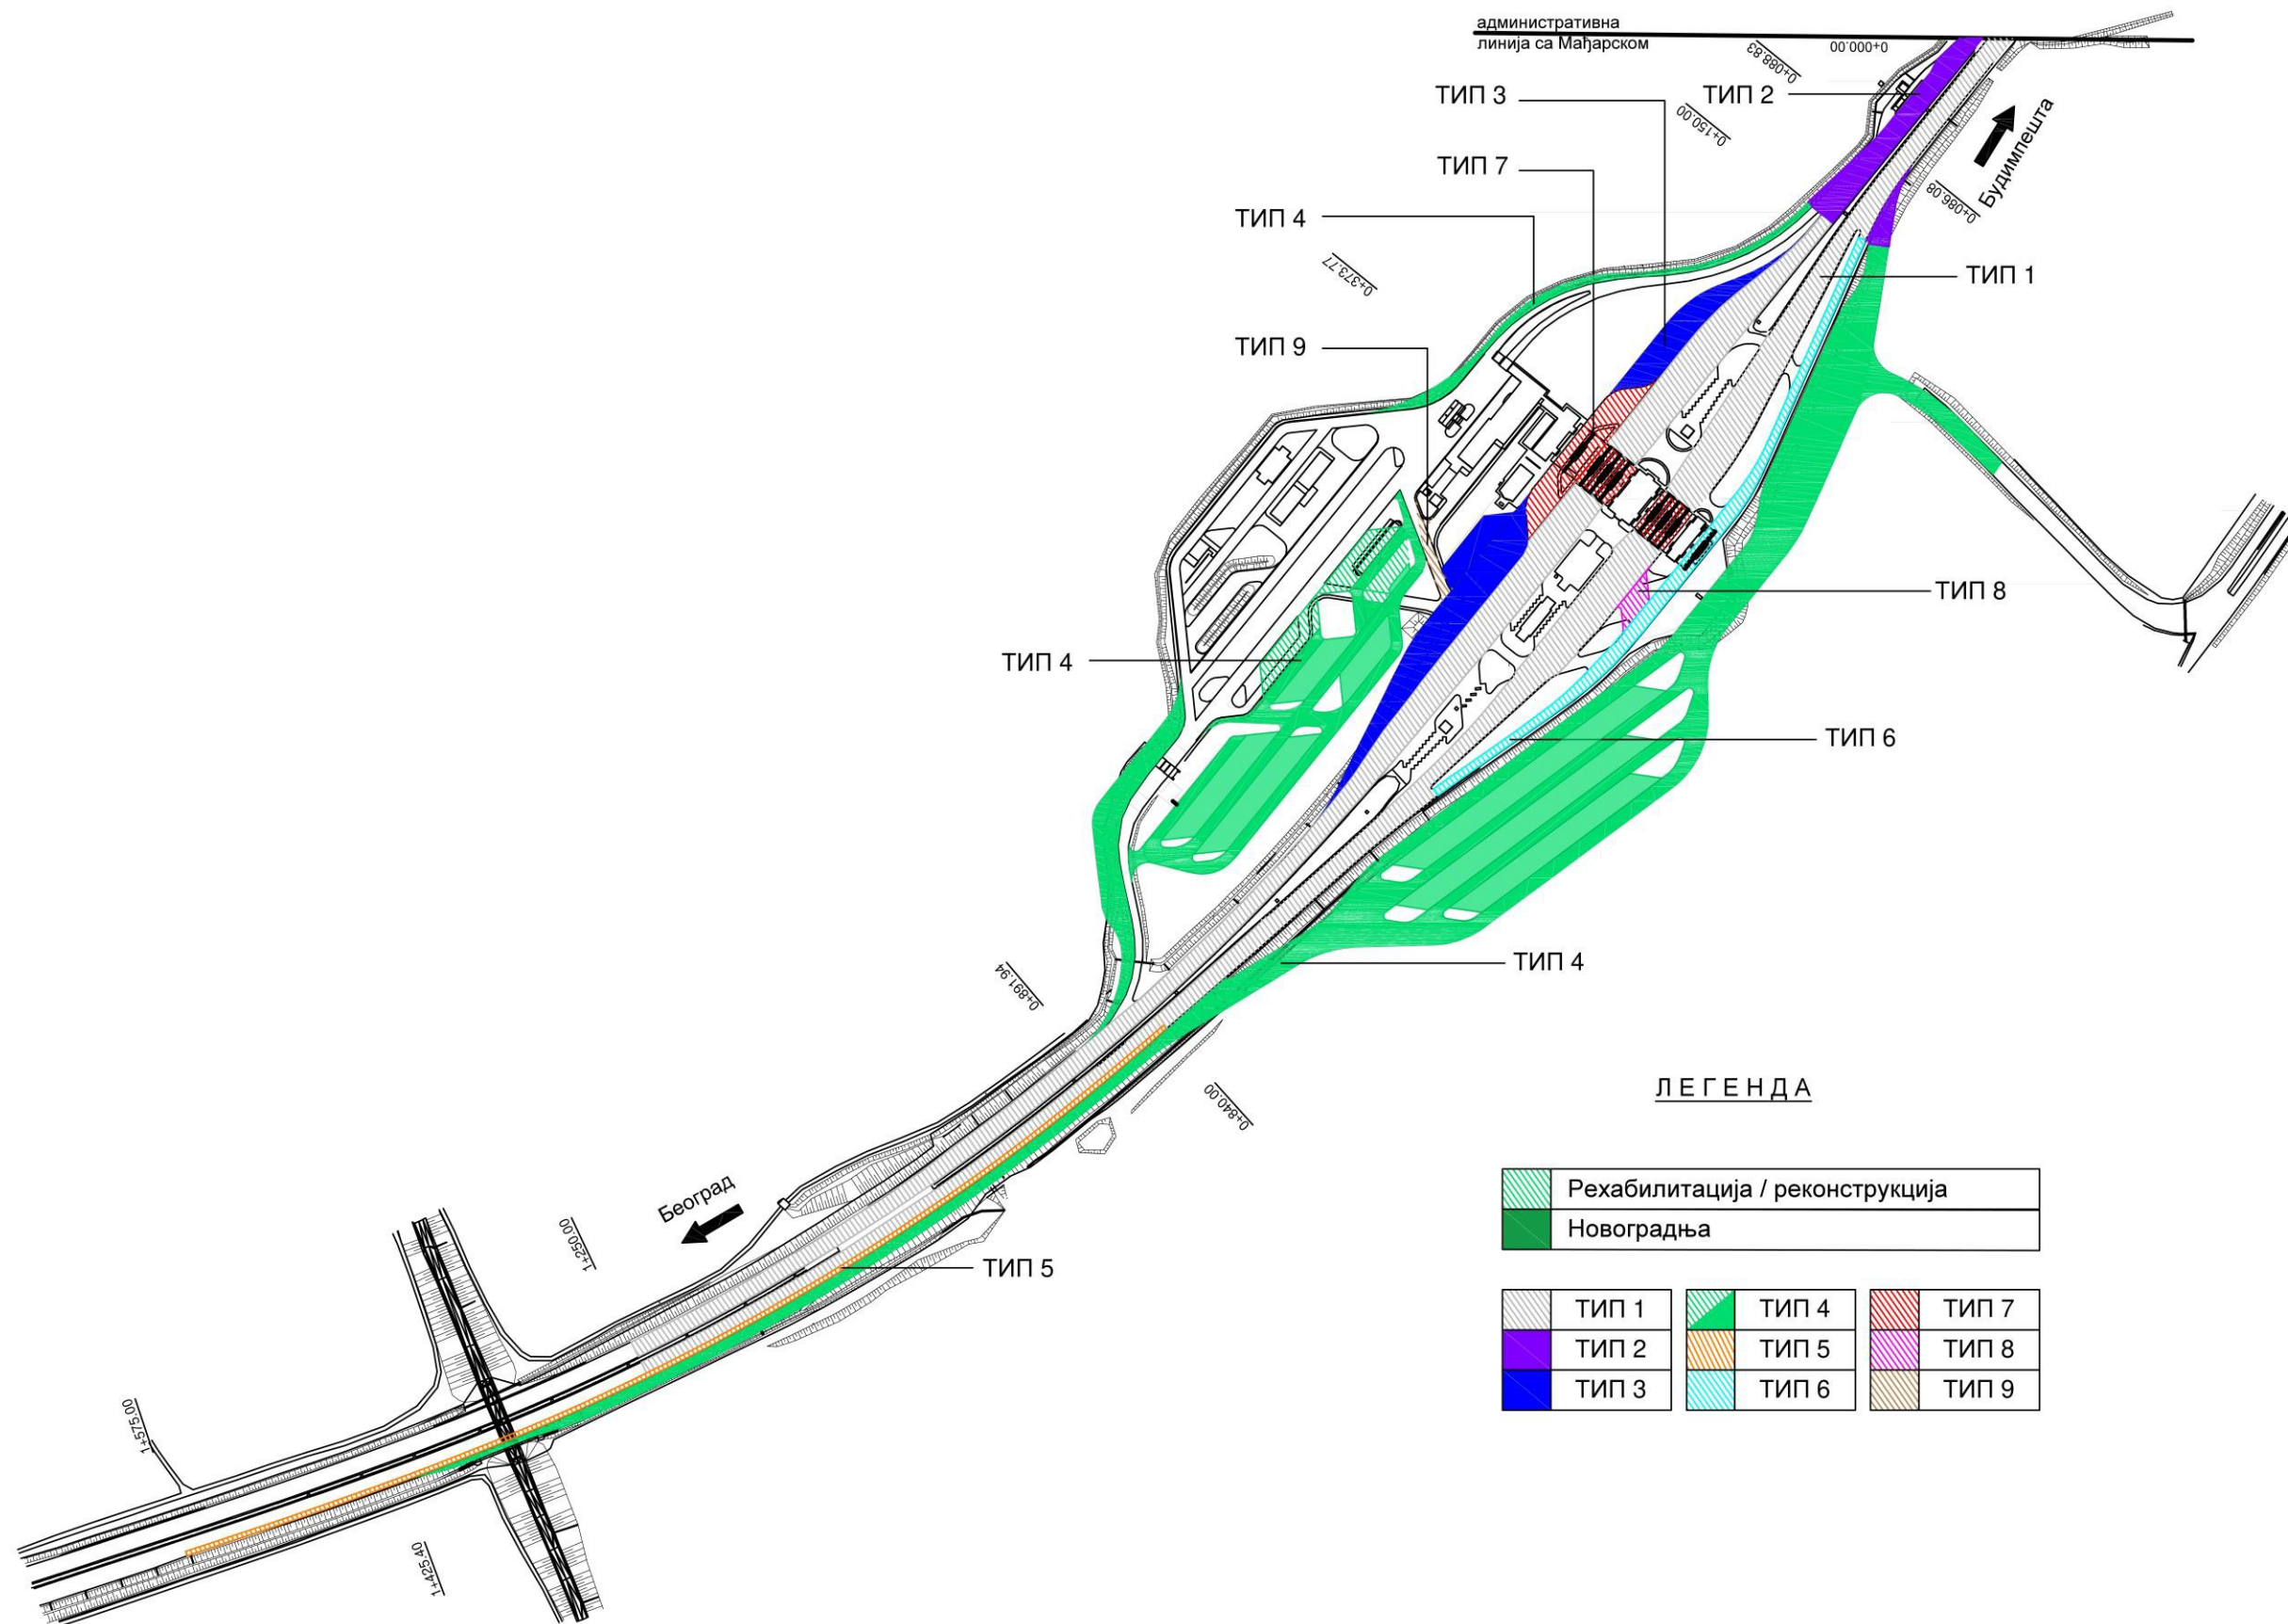 административна
линија са Мађарском
0+088.83
0+000.00
ТИП 3
ТИП 2
0+150.00
Будимпешта
ТИП 7
0+086.08
ТИП 4
0+373.77
ТИП 1
ТИП 9
ТИП 8
ТИП 4
ТИП 6
ТИП 4
0+891.94
0+840.00
Београд
1+250.00
ТИП 5
1+575.00
1+425.40
ЛЕГЕНДА
Рехабилитација / реконструкција
Новоградња
ТИП 1
ТИП 4
ТИП 7
ТИП 2
ТИП 5
ТИП 8
ТИП 3
ТИП 6
ТИП 9